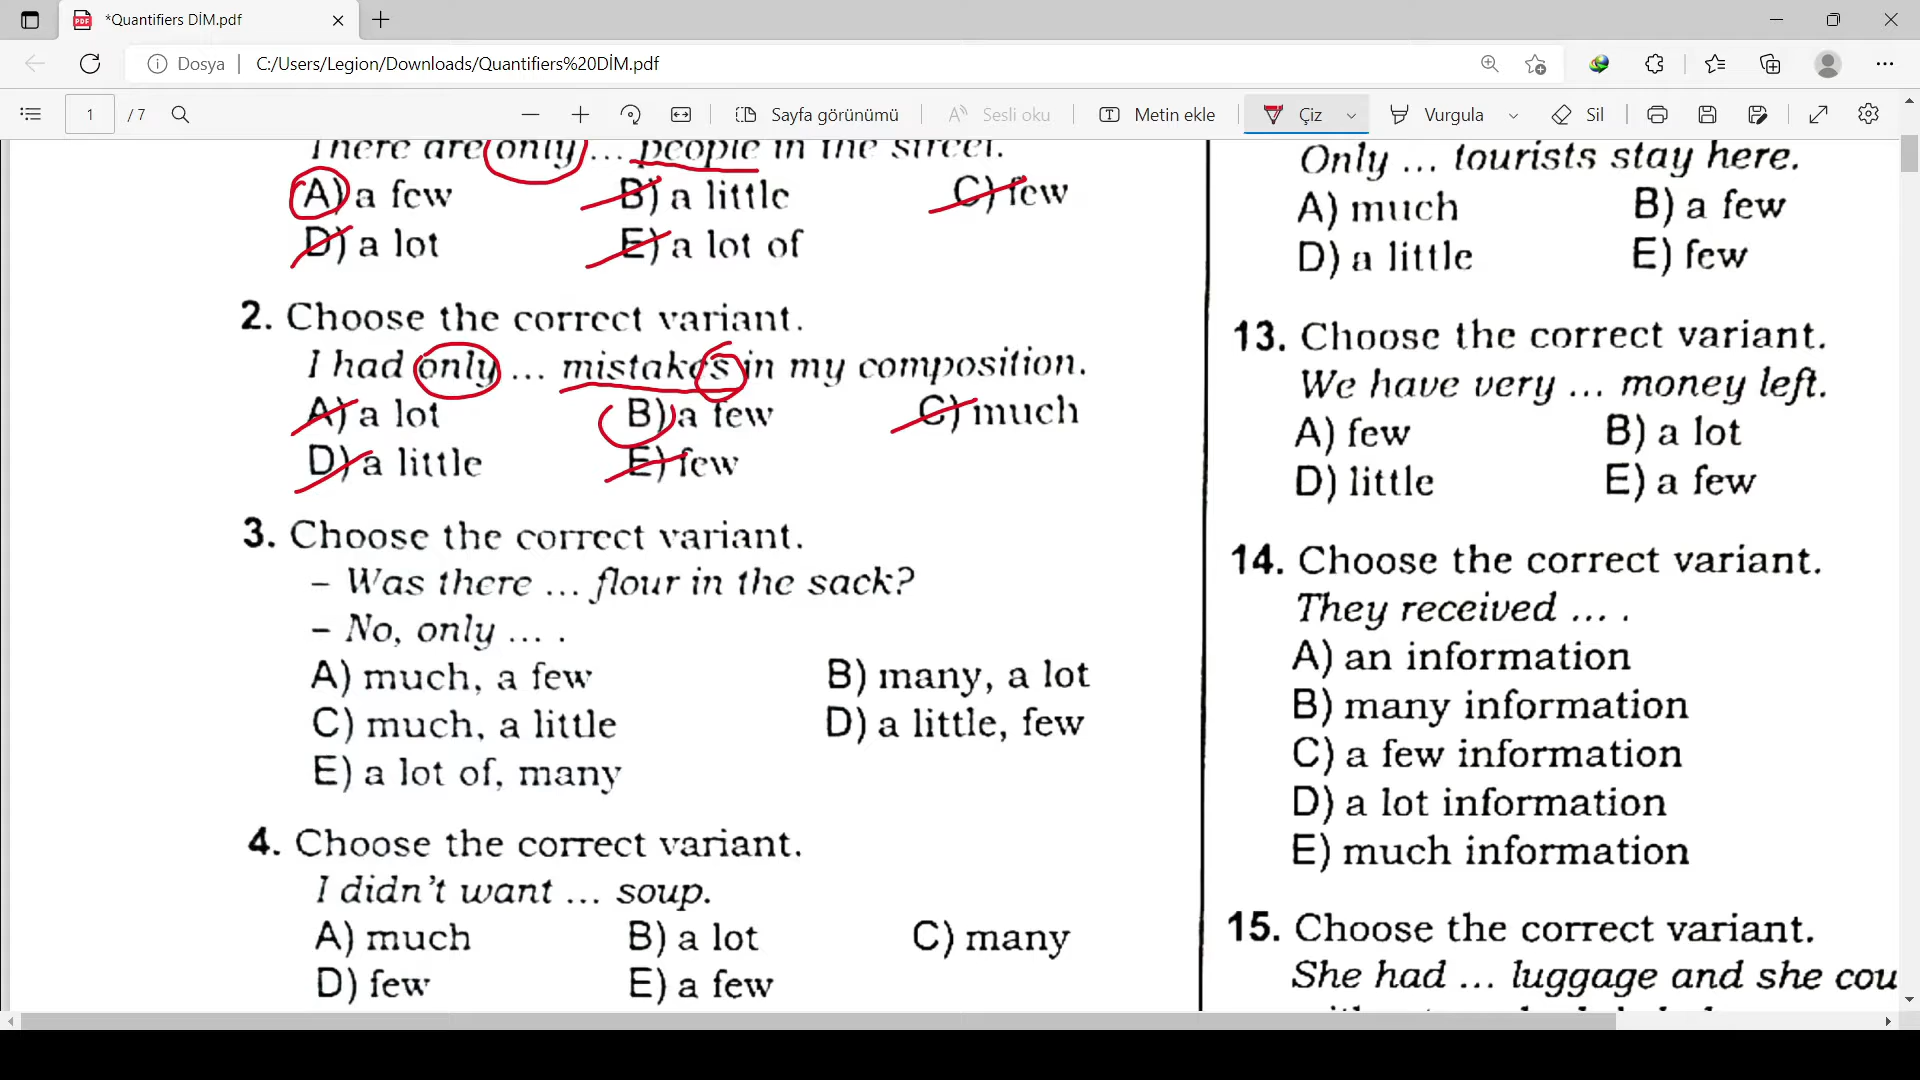 *Quantifiers DİM.pdf
Dosya
C:/Users/Legion/Downloads/Quantifiers%20DİM.pdf
1 / 7
Sayfa görünümü
Sesli oku
Metin ekle
Çiz
Vurgula
Sil
There are only ... people in the street.
A) a few B) a little C) few
D) a lot E) a lot of
2. Choose the correct variant.
I had only ... mistakes in my composition.
A) a lot B) a few C) much
D) a little E) few
3. Choose the correct variant.
– Was there ... flour in the sack?
– No, only ... .
A) much, a few B) many, a lot
C) much, a little D) a little, few
E) a lot of, many
4. Choose the correct variant.
I didn't want ... soup.
A) much B) a lot C) many
D) few E) a few
Only ... tourists stay here.
A) much B) a few
D) a little E) few
13. Choose the correct variant.
We have very ... money left.
A) few B) a lot
D) little E) a few
14. Choose the correct variant.
They received ... .
A) an information
B) many information
C) a few information
D) a lot information
E) much information
15. Choose the correct variant.
She had ... luggage and she cou